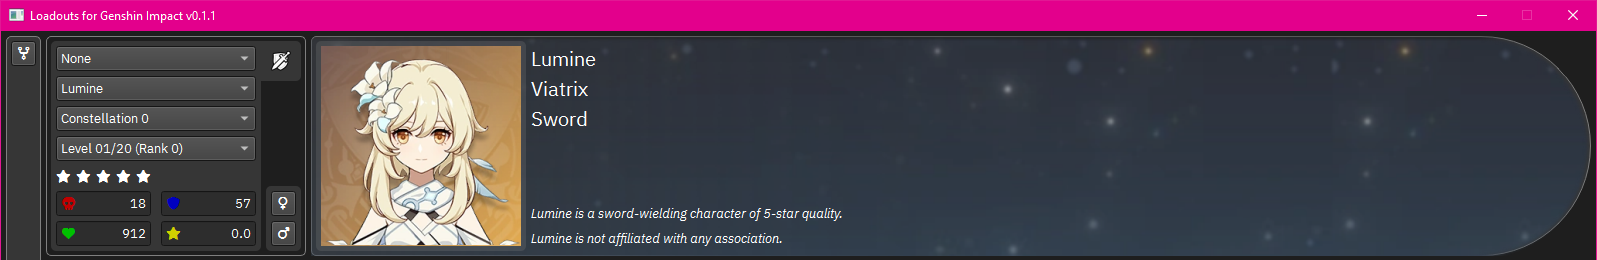 Loadouts for Genshin Impact v0.1.1
None
Lumine
Constellation 0
Level 01/20 (Rank 0)
18
57
912
0.0
Lumine
Viatrix
Sword
Lumine is a sword-wielding character of 5-star quality.
Lumine is not affiliated with any association.